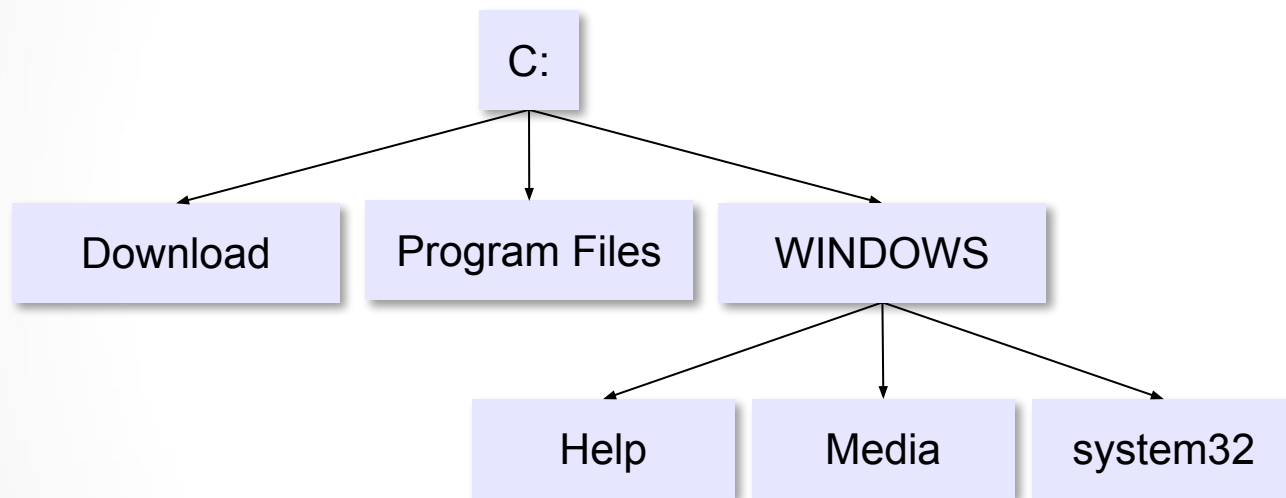 C:
Download
Program Files
WINDOWS
Help
Media
system32